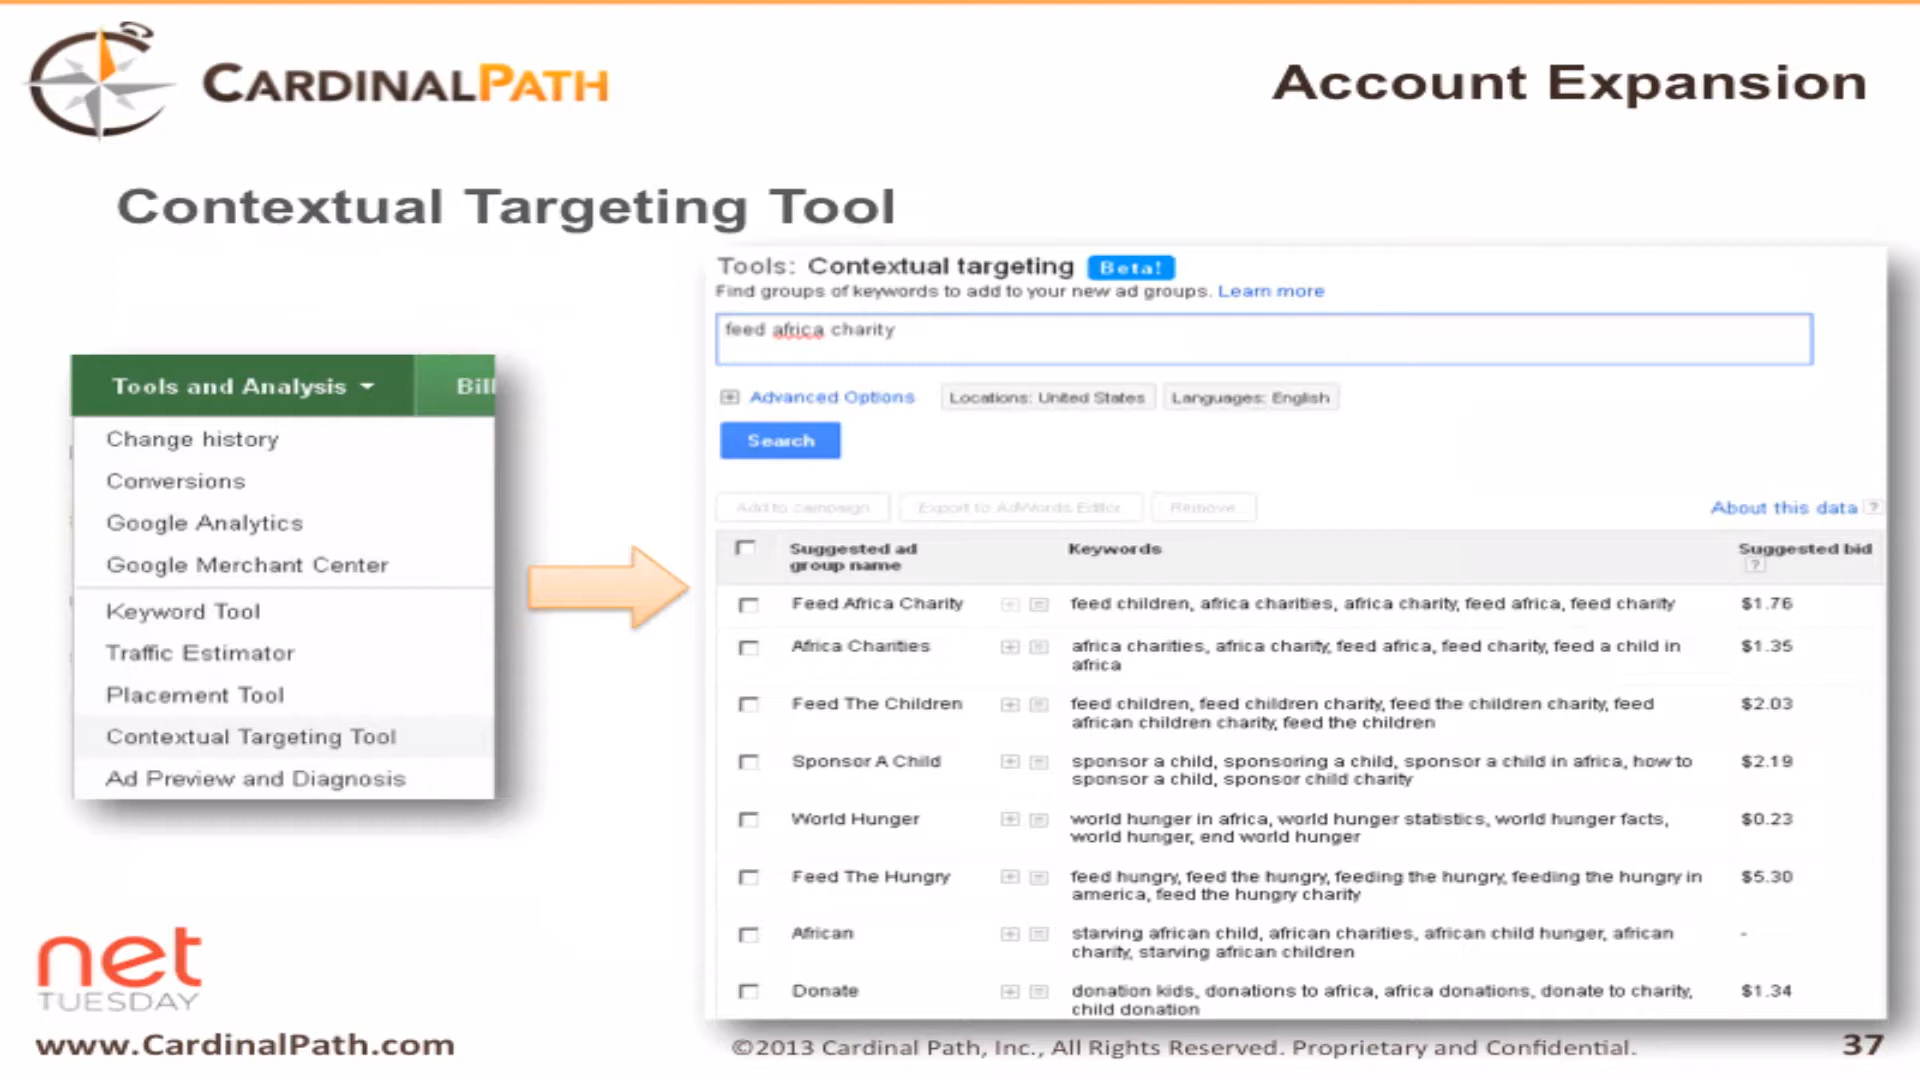 CARDINALPATH
Account Expansion
Contextual Targeting Tool
Tools and Analysis
Bill
Change history
Conversions
Google Analytics
Google Merchant Center
Keyword Tool
Traffic Estimator
Placement Tool
Contextual Targeting Tool
Ad Preview and Diagnosis
Tools: Contextual targeting Beta!
Find groups of keywords to add to your new ad groups. Learn more
feed africa charity
Advanced Options Locations: United States Languages: English
Search
Add to campaign Export to AdWords Editor Remove About this data ?
Suggested ad group name Keywords Suggested bid ?
Feed Africa Charity feed children, africa charities, africa charity, feed africa, feed charity $1.76
Africa Charities africa charities, africa charity, feed africa, feed charity, feed a child in $1.35
africa
Feed The Children feed children, feed children charity, feed the children charity, feed $2.03
african children charity, feed the children
Sponsor A Child sponsor a child, sponsoring a child, sponsor a child in africa, how to $2.19
sponsor a child, sponsor child charity
World Hunger world hunger in africa, world hunger statistics, world hunger facts, $0.23
world hunger, end world hunger
Feed The Hungry feed hungry, feed the hungry, feeding the hungry, feeding the hungry in $5.30
america, feed the hungry charity
African starving african child, african charities, african child hunger, african -
charity, starving african children
Donate donation kids, donations to africa, africa donations, donate to charity, $1.34
child donation
net
TUESDAY
www.CardinalPath.com
©2013 Cardinal Path, Inc., All Rights Reserved. Proprietary and Confidential.
37